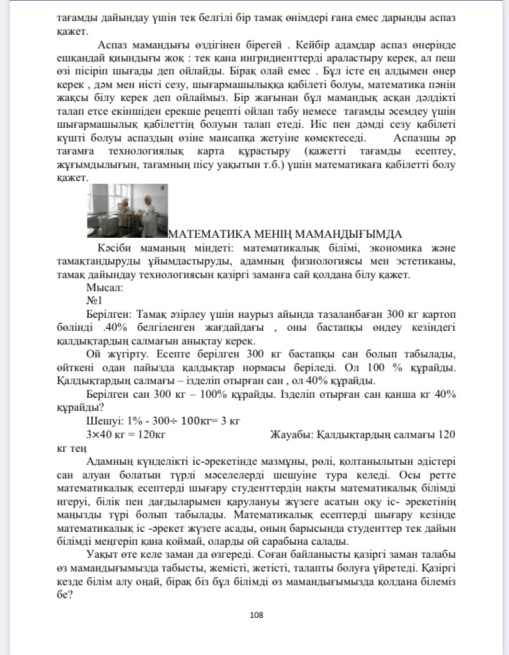 тағамды дайындау үшін тек белгілі бір тамақ өнімдері ғана емес дарынды аспаз
қажет.
Аспаз мамандығы өздігінен бірегей . Кейбір адамдар аспаз өнерінде
ешқандай қиындығы жоқ : тек қана ингридиенттерді араластыру керек, ал пеш
өзі пісіріп шығады деп ойлайды. Бірақ олай емес . Бұл істе ең алдымен өнер
керек , дәм мен иісті сезу, шығармашылыққа қабілеті болуы, математика пәнін
жақсы білу керек деп ойлаймыз. Бір жағынан бұл мамандық асқан дәлдікті
талап етсе екіншіден ерекше рецепті ойлап табу немесе тағамды әсемдеу үшін
шығармашылық қабілеттің болуын талап етеді. Иіс пен дәмді сезу қабілеті
күшті болуы аспаздың өзіне мансапқа жетуіне көмектеседі. Аспазшы әр
тағамға технологиялық карта құрастыру (қажетті тағамды есептеу,
жұғымдылығын, тағамның пісу уақытын т.б.) үшін математикаға қабілетті болу
қажет.
МАТЕМАТИКА МЕНІҢ МАМАНДЫҒЫМДА
Кәсіби маманың міндеті: математикалық білімі, экономика және
тамақтандыруды ұйымдастыруды, адамның физиологиясы мен эстетиканы,
тамақ дайындау технологиясын қазіргі заманға сай қолдана білу қажет.
Мысал:
№1
Берілген: Тамақ әзірлеу үшін наурыз айында тазаланбаған 300 кг картоп
бөлінді .40% белгіленген жағдайдағы , оны бастапқы өңдеу кезіндегі
қалдықтардың салмағын анықтау керек.
Ой жүгірту. Есепте берілген 300 кг бастапқы сан болып табылады,
өйткені одан пайызда қалдықтар нормасы беріледі. Ол 100 % құрайды.
Қалдықтардың салмағы – ізделіп отырған сан , ол 40% құрайды.
Берілген сан 300 кг – 100% құрайды. Ізделіп отырған сан қанша кг 40%
құрайды?
Шешуі: 1% - 300÷ 100кг= 3 кг
3×40 кг = 120кг Жауабы: Қалдықтардың салмағы 120
кг тең
Адамның күнделікті іс-әрекетінде мазмұны, рөлі, қолтанылытын әдістері
сан алуан болатын түрлі мәселелерді шешуіне тура келеді. Осы ретте
математикалық есептерді шығару студенттердің нақты математикалық білімді
игеруі, білік пен дағдыларымен қарулануы жүзеге асатын оқу іс- әрекетінің
маңызды түрі болып табылады. Математикалық есептерді шығару кезінде
математикалық іс -әрекет жүзеге асады, оның барысында студенттер тек дайын
білімді меңгеріп қана қоймай, оларды ой сарабына салады.
Уақыт өте келе заман да өзгереді. Соған байланысты қазіргі заман талабы
өз мамандығымызда табысты, жемісті, жетісті, талапты болуға үйретеді. Қазіргі
кезде білім алу оңай, бірақ біз бұл білімді өз мамандығымызда қолдана білеміз
бе?
108